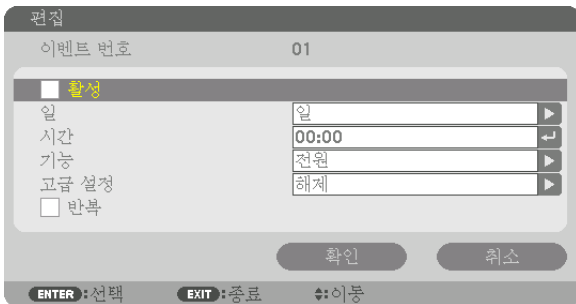 편집
이벤트 번호 01
활성
일 일
시간 00:00
기능 전원
고급 설정 해제
반복
확인 취소
ENTER:선택 EXIT:종료 :이동